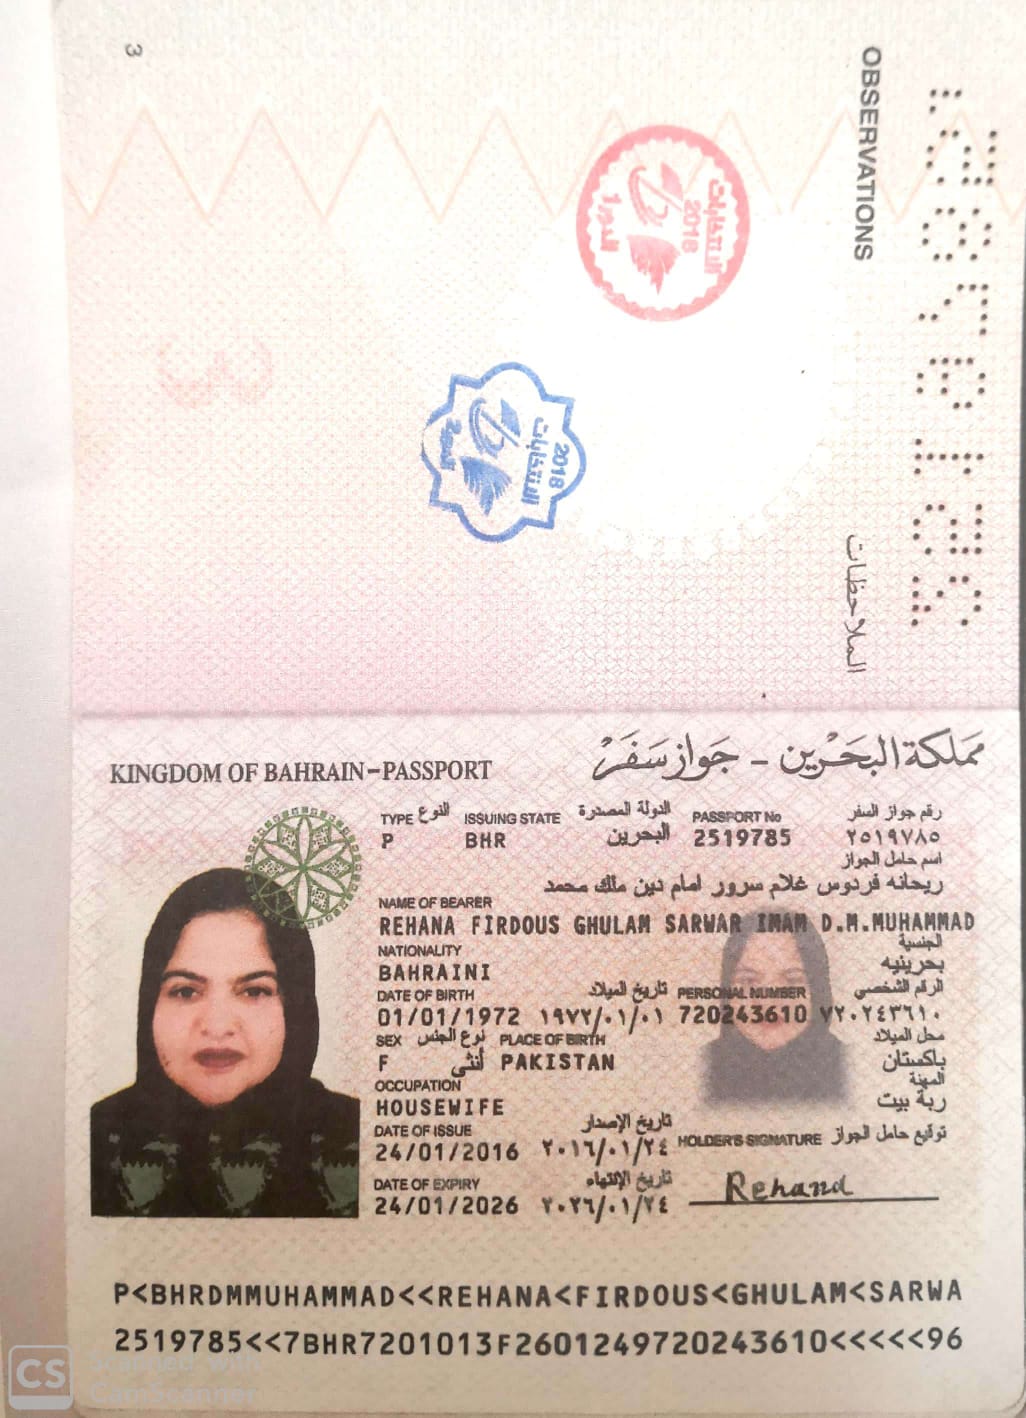 3
OBSERVATIONS
الملاحظات
الانتخابات
2018
الدور 1
2018
الانتخابات
مملكة البحرين - جواز سفر
KINGDOM OF BAHRAIN-PASSPORT
TYPE النوع ISSUING STATE الدولة المصدرة PASSPORT No رقم جواز السفر
P BHR البحرين 2519785 ٢٥١٩٧٨٥
اسم حامل الجواز
ريحانه فردوس غلام سرور امام دين ملك محمد
NAME OF BEARER
REHANA FIRDOUS GHULAM SARWAR IMAM D.M.MUHAMMAD
NATIONALITY الجنسية
BAHRAINI بحرينيه
DATE OF BIRTH تاريخ الميلاد PERSONAL NUMBER الرقم الشخصي
01/01/1972 ١٩٧٢/٠١/٠١ 720243610 ٧٢٠٢٤٣٦١٠
SEX نوع الجنس PLACE OF BIRTH محل الميلاد
F أنثى PAKISTAN باكستان
OCCUPATION المهنة
HOUSEWIFE ربة بيت
DATE OF ISSUE تاريخ الإصدار HOLDER'S SIGNATURE توقيع حامل الجواز
24/01/2016 ٢٠١٦/٠١/٢٤
DATE OF EXPIRY تاريخ الإنتهاء
24/01/2026 ٢٠٢٦/٠١/٢٤
Rehana
P<BHRDMMUHAMMAD<<REHANA<FIRDOUS<GHULAM<SARWA
2519785<<7BHR7201013F2601249720243610<<<<<96
CS Scanned with
CamScanner